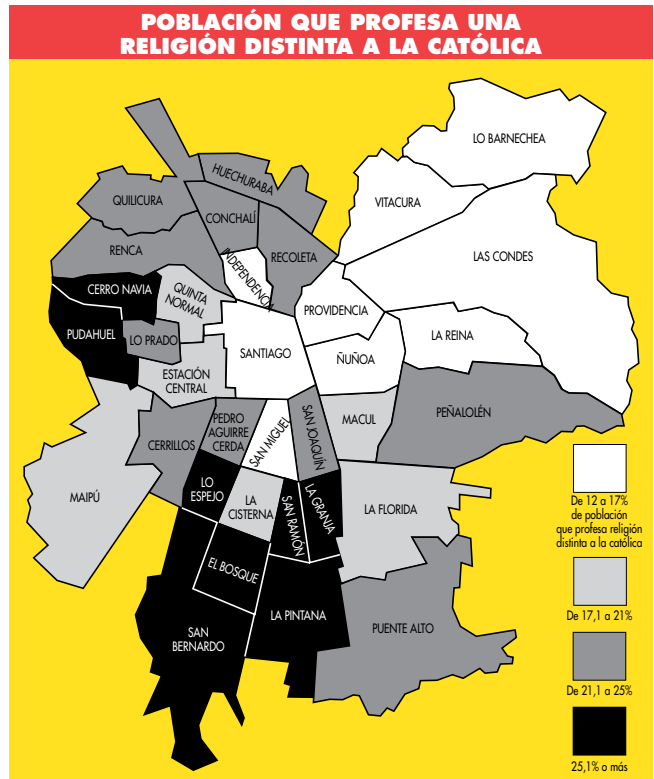 POBLACIÓN QUE PROFESA UNA
RELIGIÓN DISTINTA A LA CATÓLICA
LO BARNECHEA
HUECHURABA
QUILICURA
VITACURA
CONCHALÍ
RENCA
RECOLETA
LAS CONDES
INDEPENDENCIA
CERRO NAVIA
QUINTA
NORMAL
PROVIDENCIA
PUDAHUEL
LO PRADO
LA REINA
SANTIAGO
ÑUÑOA
ESTACIÓN
CENTRAL
PEDRO
AGUIRRE
CERDA
SAN MIGUEL
SAN JOAQUÍN
MACUL
PEÑALOLÉN
CERRILLOS
MAIPÚ
LO
ESPEJO
LA
CISTERNA
SAN RAMÓN
LA GRANJA
LA FLORIDA
EL BOSQUE
LA PINTANA
PUENTE ALTO
SAN
BERNARDO
De 12 a 17%
de población
que profesa religión
distinta a la católica
De 17,1 a 21%
De 21,1 a 25%
25,1% o más